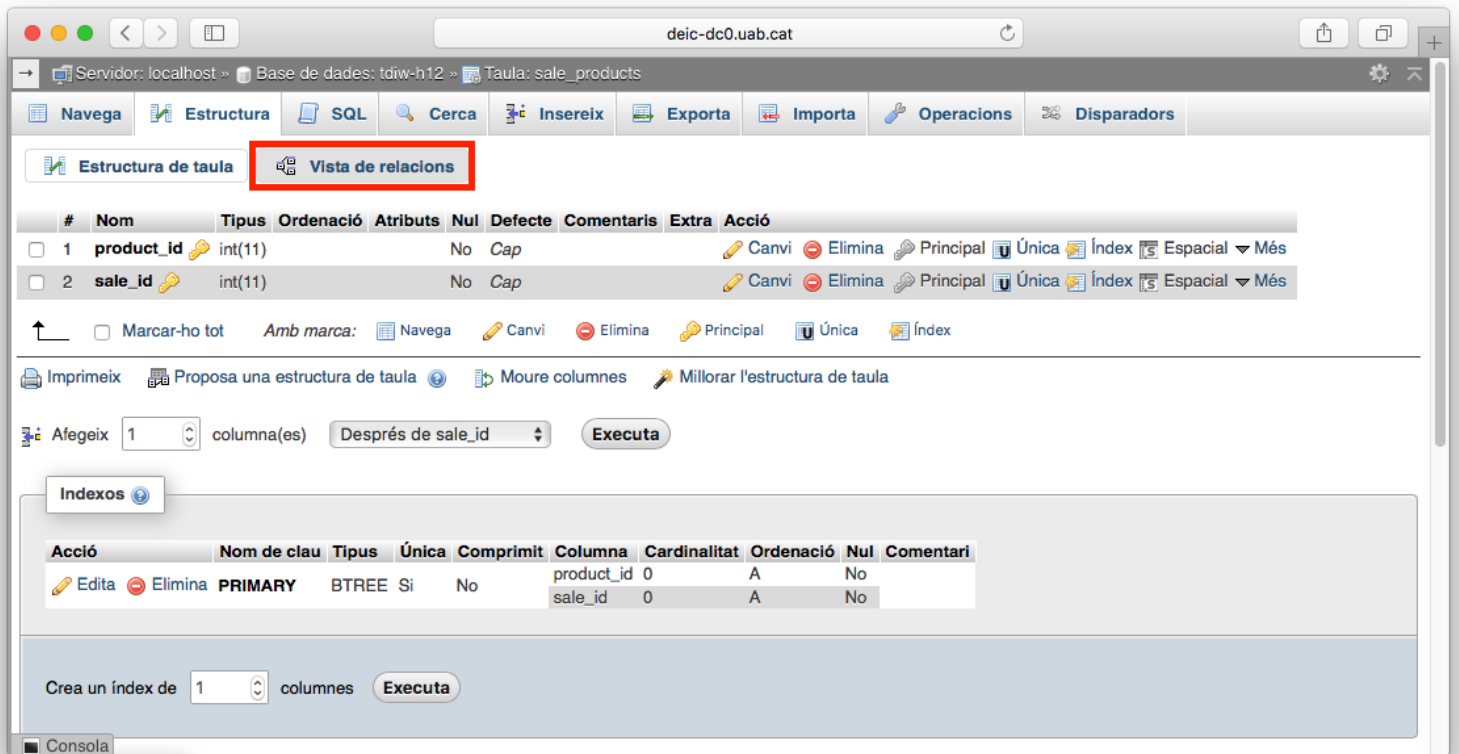 deic-dc0.uab.cat
Servidor: localhost » Base de dades: tdiw-h12 » Taula: sale_products
Navega Estructura SQL Cerca Insereix Exporta Importa Operacions Disparadors
Estructura de taula Vista de relacions
# Nom Tipus Ordenació Atributs Nul Defecte Comentaris Extra Acció
1 product_id int(11) No Cap Canvi Elimina Principal Única Índex Espacial Més
2 sale_id int(11) No Cap Canvi Elimina Principal Única Índex Espacial Més
Marcar-ho tot Amb marca: Navega Canvi Elimina Principal Única Índex
Imprimeix Proposa una estructura de taula Moure columnes Millorar l'estructura de taula
Afegeix 1 columna(es) Després de sale_id Executa
Indexos
Acció Nom de clau Tipus Única Comprimit Columna Cardinalitat Ordenació Nul Comentari
Edita Elimina PRIMARY BTREE Si No product_id 0 A No
sale_id 0 A No
Crea un índex de 1 columnes Executa
Consola